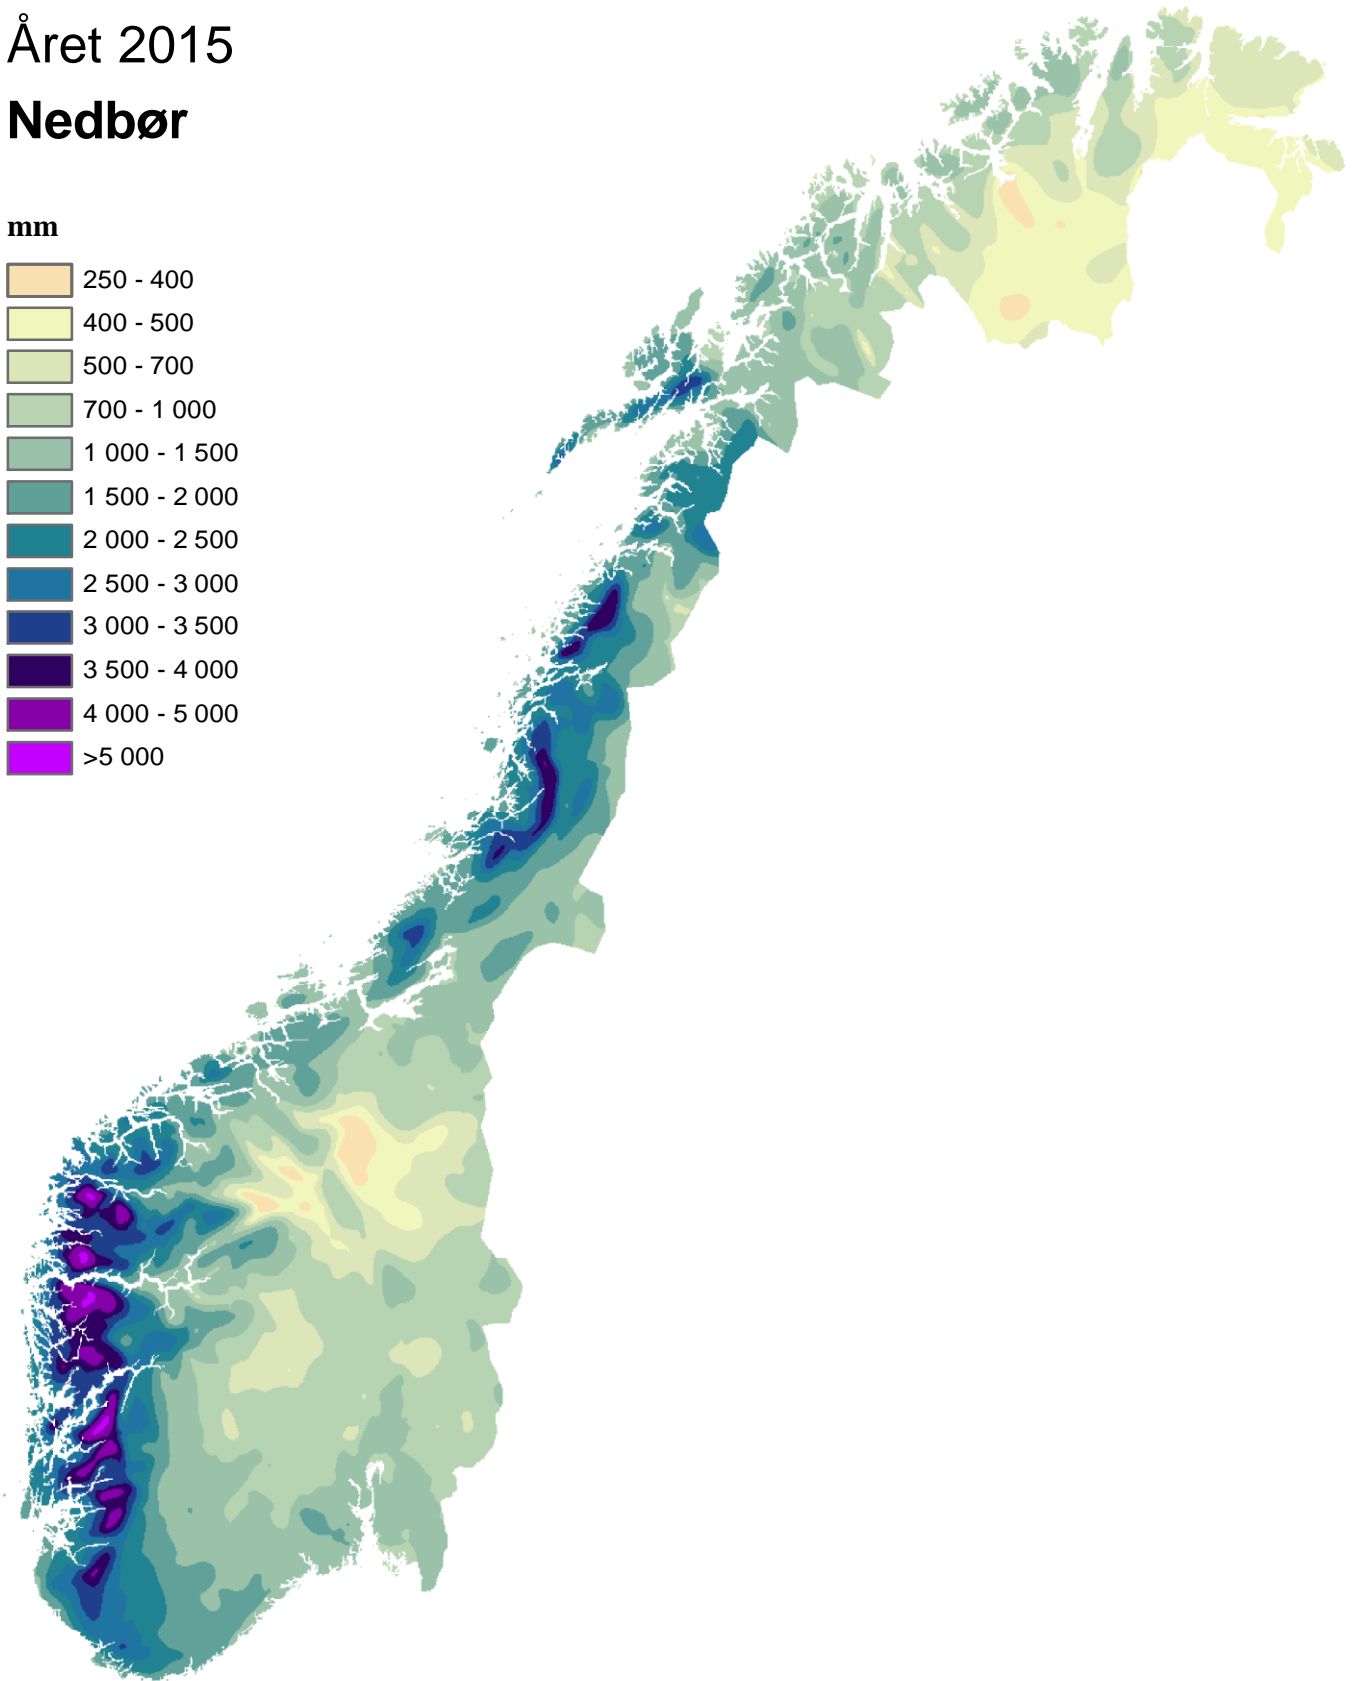 Året 2015
Nedbør
mm
250 - 400
400 - 500
500 - 700
700 - 1 000
1 000 - 1 500
1 500 - 2 000
2 000 - 2 500
2 500 - 3 000
3 000 - 3 500
3 500 - 4 000
4 000 - 5 000
>5 000